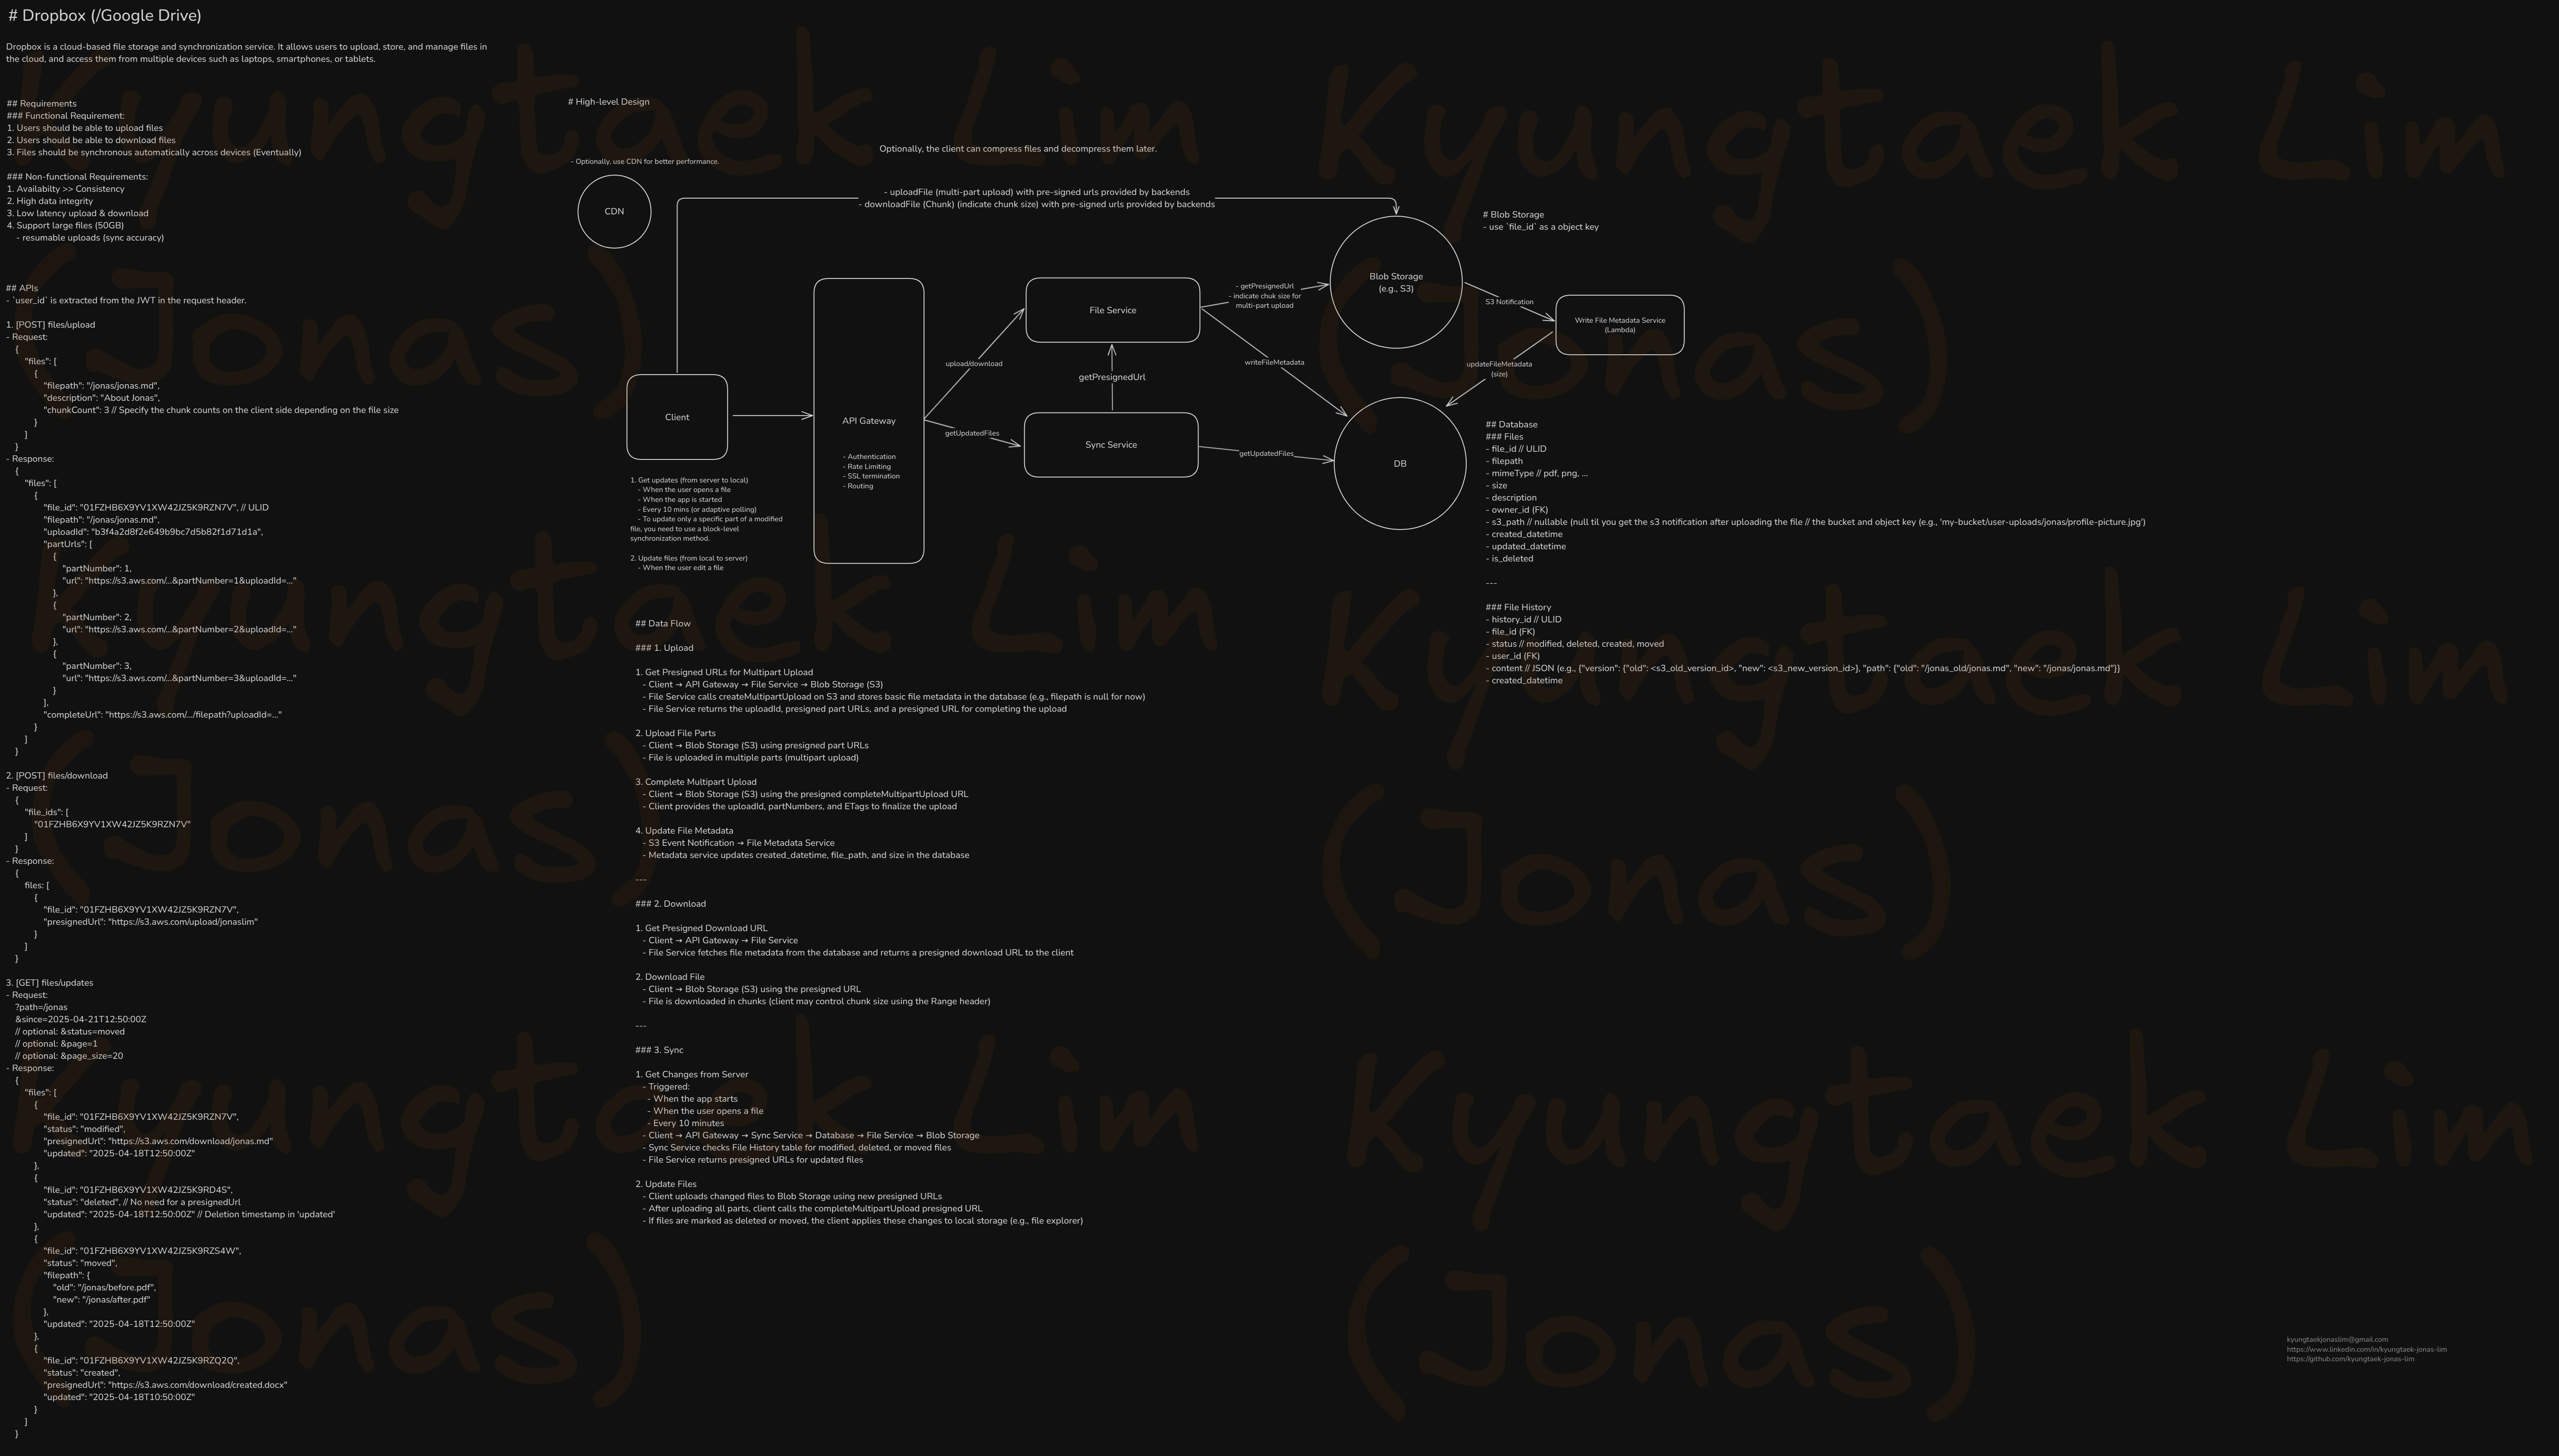 # Dropbox (/Google Drive)
Dropbox is a cloud-based file storage and synchronization service. It allows users to upload, store, and manage files in
the cloud, and access them from multiple devices such as laptops, smartphones, or tablets.
## Requirements
### Functional Requirement:
1. Users should be able to upload files
2. Users should be able to download files
3. Files should be synchronous automatically across devices (Eventually)
### Non-functional Requirements:
1. Availabilty >> Consistency
2. High data integrity
3. Low latency upload & download
4. Support large files (50GB)
- resumable uploads (sync accuracy)
## APIs
- `user_id` is extracted from the JWT in the request header.
1. [POST] files/upload
- Request:
{
"files": [
{
"filepath": "/jonas/jonas.md",
"description": "About Jonas",
"chunkCount": 3 // Specify the chunk counts on the client side depending on the file size
}
]
}
- Response:
{
"files": [
{
"file_id": "01FZHB6X9YV1XW42JZ5K9RZN7V", // ULID
"filepath": "/jonas/jonas.md",
"uploadId": "b3f4a2d8f2e649b9bc7d5b82f1d71d1a",
"partUrls": [
{
"partNumber": 1,
"url": "https://s3.aws.com/...&partNumber=1&uploadId=..."
},
{
"partNumber": 2,
"url": "https://s3.aws.com/...&partNumber=2&uploadId=..."
},
{
"partNumber": 3,
"url": "https://s3.aws.com/...&partNumber=3&uploadId=..."
}
],
"completeUrl": "https://s3.aws.com/.../filepath?uploadId=..."
}
]
}
2. [POST] files/download
- Request:
{
"file_ids": [
"01FZHB6X9YV1XW42JZ5K9RZN7V"
]
}
- Response:
{
files: [
{
"file_id": "01FZHB6X9YV1XW42JZ5K9RZN7V",
"presignedUrl": "https://s3.aws.com/upload/jonaslim"
}
]
}
3. [GET] files/updates
- Request:
?path=/jonas
&since=2025-04-21T12:50:00Z
// optional: &status=moved
// optional: &page=1
// optional: &page_size=20
- Response:
{
"files": [
{
"file_id": "01FZHB6X9YV1XW42JZ5K9RZN7V",
"status": "modified",
"presignedUrl": "https://s3.aws.com/download/jonas.md"
"updated": "2025-04-18T12:50:00Z"
},
{
"file_id": "01FZHB6X9YV1XW42JZ5K9RD4S",
"status": "deleted", // No need for a presignedUrl
"updated": "2025-04-18T12:50:00Z" // Deletion timestamp in 'updated'
},
{
"file_id": "01FZHB6X9YV1XW42JZ5K9RZS4W",
"status": "moved",
"filepath": {
"old": "/jonas/before.pdf",
"new": "/jonas/after.pdf"
},
"updated": "2025-04-18T12:50:00Z"
},
{
"file_id": "01FZHB6X9YV1XW42JZ5K9RZQ2Q",
"status": "created",
"presignedUrl": "https://s3.aws.com/download/created.docx"
"updated": "2025-04-18T10:50:00Z"
}
]
}
# High-level Design
- Optionally, use CDN for better performance.
CDN
Optionally, the client can compress files and decompress them later.
- uploadFile (multi-part upload) with pre-signed urls provided by backends
- downloadFile (Chunk) (indicate chunk size) with pre-signed urls provided by backends
Client
1. Get updates (from server to local)
- When the user opens a file
- When the app is started
- Every 10 mins (or adaptive polling)
- To update only a specific part of a modified
file, you need to use a block-level
synchronization method.
2. Update files (from local to server)
- When the user edit a file
API Gateway
- Authentication
- Rate Limiting
- SSL termination
- Routing
upload/download
getUpdatedFiles
File Service
getPresignedUrl
Sync Service
- getPresignedUrl
- indicate chuk size for
multi-part upload
writeFileMetadata
getUpdatedFiles
Blob Storage
(e.g., S3)
# Blob Storage
- use `file_id` as a object key
S3 Notification
Write File Metadata Service
(Lambda)
updateFileMetadata
(size)
DB
## Database
### Files
- file_id // ULID
- filepath
- mimeType // pdf, png, ...
- size
- description
- owner_id (FK)
- s3_path // nullable (null til you get the s3 notification after uploading the file // the bucket and object key (e.g., 'my-bucket/user-uploads/jonas/profile-picture.jpg')
- created_datetime
- updated_datetime
- is_deleted
---
### File History
- history_id // ULID
- file_id (FK)
- status // modified, deleted, created, moved
- user_id (FK)
- content // JSON (e.g., {"version": {"old": <s3_old_version_id>, "new": <s3_new_version_id>}, "path": {"old": "/jonas_old/jonas.md", "new": "/jonas/jonas.md"}}
- created_datetime
## Data Flow
### 1. Upload
1. Get Presigned URLs for Multipart Upload
- Client → API Gateway → File Service → Blob Storage (S3)
- File Service calls createMultipartUpload on S3 and stores basic file metadata in the database (e.g., filepath is null for now)
- File Service returns the uploadId, presigned part URLs, and a presigned URL for completing the upload
2. Upload File Parts
- Client → Blob Storage (S3) using presigned part URLs
- File is uploaded in multiple parts (multipart upload)
3. Complete Multipart Upload
- Client → Blob Storage (S3) using the presigned completeMultipartUpload URL
- Client provides the uploadId, partNumbers, and ETags to finalize the upload
4. Update File Metadata
- S3 Event Notification → File Metadata Service
- Metadata service updates created_datetime, file_path, and size in the database
---
### 2. Download
1. Get Presigned Download URL
- Client → API Gateway → File Service
- File Service fetches file metadata from the database and returns a presigned download URL to the client
2. Download File
- Client → Blob Storage (S3) using the presigned URL
- File is downloaded in chunks (client may control chunk size using the Range header)
---
### 3. Sync
1. Get Changes from Server
- Triggered:
- When the app starts
- When the user opens a file
- Every 10 minutes
- Client → API Gateway → Sync Service → Database → File Service → Blob Storage
- Sync Service checks File History table for modified, deleted, or moved files
- File Service returns presigned URLs for updated files
2. Update Files
- Client uploads changed files to Blob Storage using new presigned URLs
- After uploading all parts, client calls the completeMultipartUpload presigned URL
- If files are marked as deleted or moved, the client applies these changes to local storage (e.g., file explorer)
kyungtaekjonaslim@gmail.com
https://www.linkedin.com/in/kyungtaek-jonas-lim
https://github.com/kyungtaek-jonas-lim
Kyungtaek Lim
(Jonas)
Kyungtaek Lim
(Jonas)
Kyungtaek Lim
(Jonas)
Kyungtaek Lim
(Jonas)
Kyungtaek Lim
(Jonas)
Kyungtaek Lim
(Jonas)